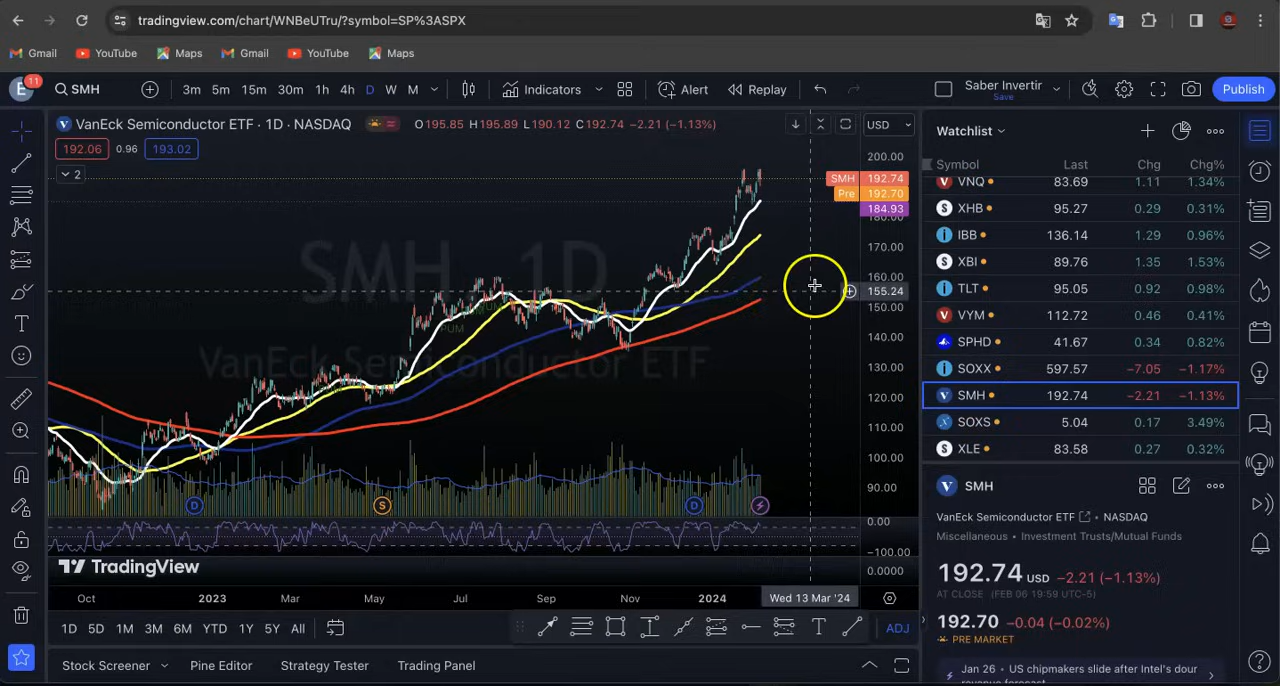 tradingview.com/chart/WNBeUTru/?symbol=SP%3ASPX
Gmail YouTube Maps Gmail YouTube Maps
E 11 SMH 3m 5m 15m 30m 1h 4h D W M Indicators Alert Replay Saber Invertir Save Publish
VanEck Semiconductor ETF · 1D · NASDAQ O195.85 H195.89 L190.12 C192.74 −2.21 (−1.13%) USD
192.06 0.96 193.02
2
200.00
SMH 192.74
Pre 192.70
184.93
180.00
170.00
160.00
155.24
150.00
140.00
130.00
120.00
110.00
100.00
90.00
0.00
−100.00
0.0000
SMH, 1D
VanEck Semiconductor ETF
D S D
TradingView
Oct 2023 Mar May Jul Sep Nov 2024 Wed 13 Mar '24
1D 5D 1M 3M 6M YTD 1Y 5Y All ADJ
Stock Screener Pine Editor Strategy Tester Trading Panel
Watchlist
Symbol Last Chg Chg%
VNQ 83.69 1.11 1.34%
XHB 95.27 0.29 0.31%
IBB 136.14 1.29 0.96%
XBI 89.76 1.35 1.53%
TLT 95.05 0.92 0.98%
VYM 112.72 0.46 0.41%
SPHD 41.67 0.34 0.82%
SOXX 597.57 −7.05 −1.17%
SMH 192.74 −2.21 −1.13%
SOXS 5.04 0.17 3.49%
XLE 83.58 0.27 0.32%
SMH
VanEck Semiconductor ETF NASDAQ
Miscellaneous • Investment Trusts/Mutual Funds
192.74 USD −2.21 (−1.13%)
AT CLOSE (FEB 06 19:59 UTC-5)
192.70 −0.04 (−0.02%)
PRE MARKET
Jan 26 • US chipmakers slide after Intel's dour
revenue forecast